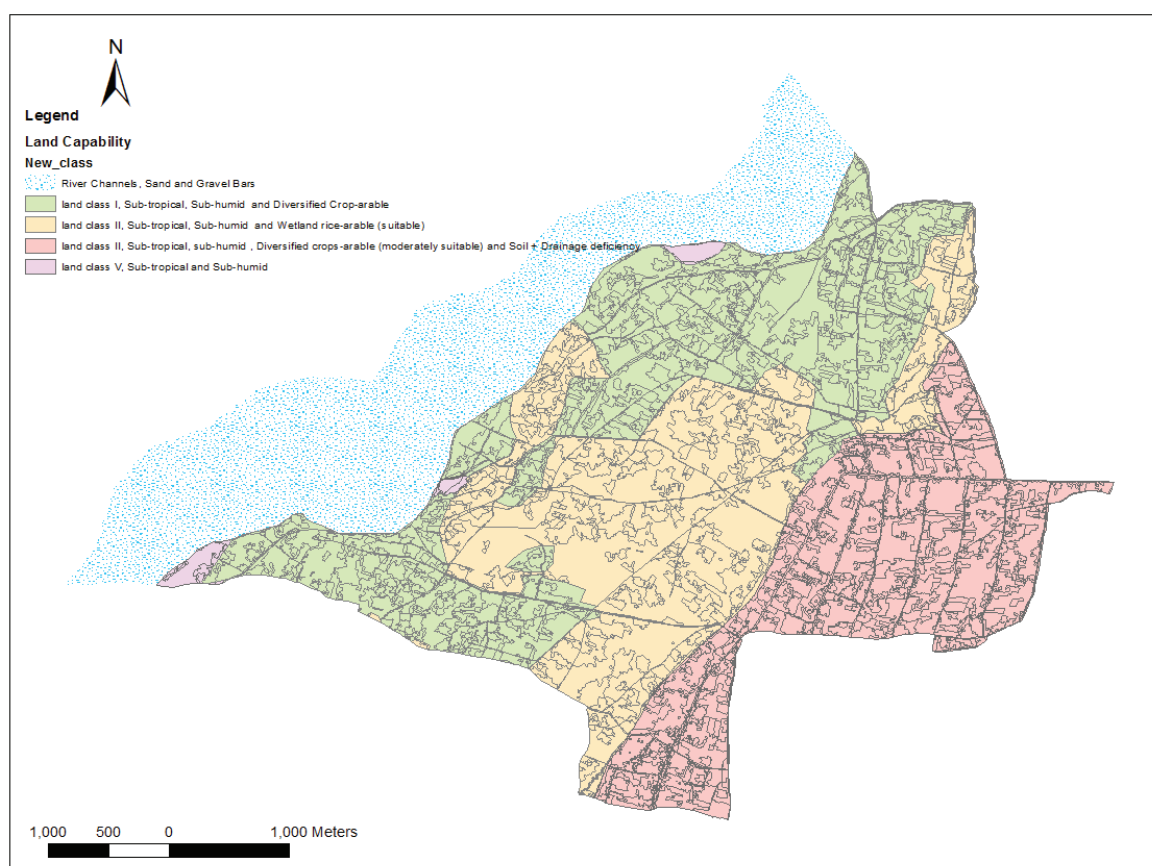 N
Legend
Land Capability
New_class
River Channels, Sand and Gravel Bars
land class I, Sub-tropical, Sub-humid and Diversified Crop-arable
land class II, Sub-tropical, Sub-humid and Wetland rice-arable (suitable)
land class II, Sub-tropical, sub-humid , Diversified crops-arable (moderately suitable) and Soil + Drainage deficiency
land class V, Sub-tropical and Sub-humid
1,000 500 0 1,000 Meters